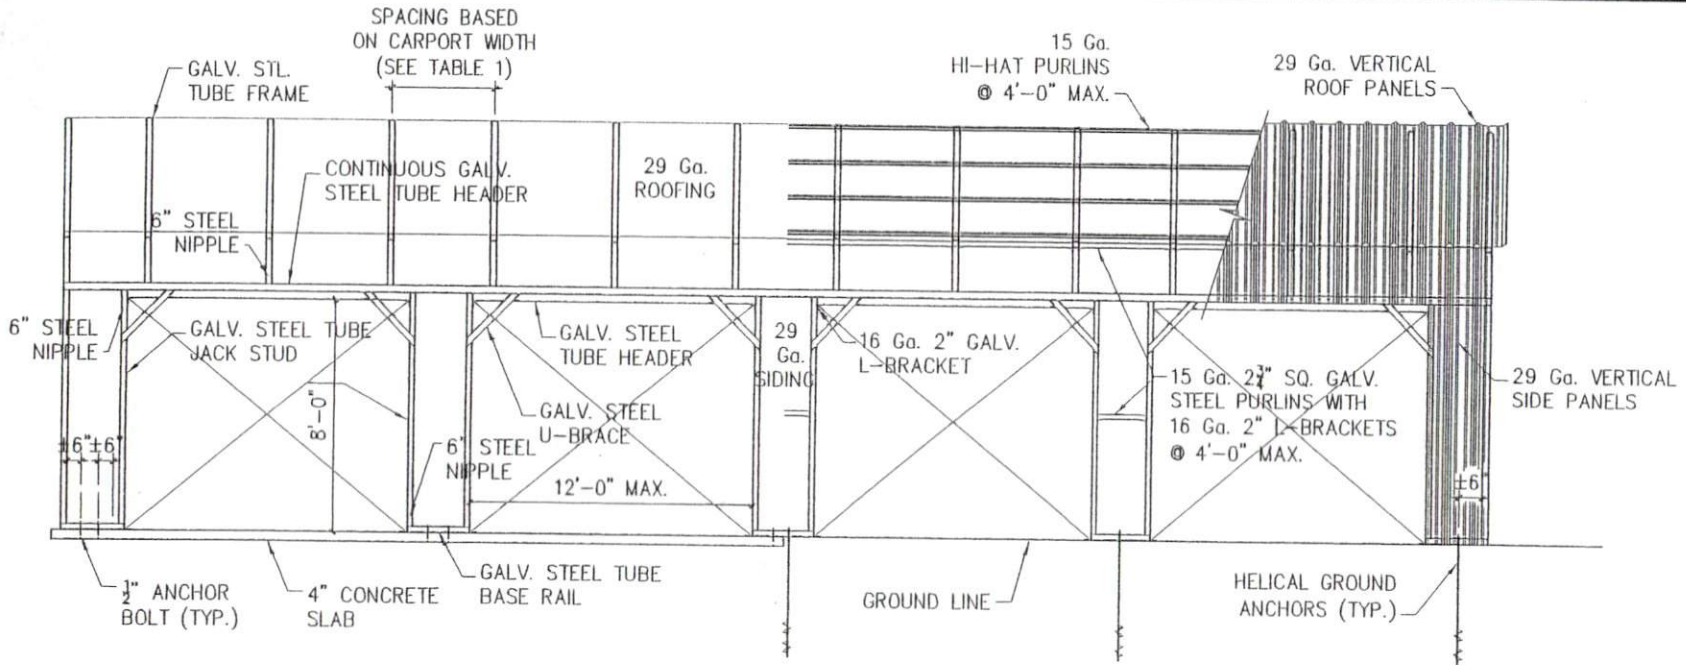 SPACING BASED
ON CARPORT WIDTH
(SEE TABLE 1)
GALV. STL.
TUBE FRAME
15 Ga.
HI-HAT PURLINS
@ 4'-0" MAX.
29 Ga. VERTICAL
ROOF PANELS
CONTINUOUS GALV.
STEEL TUBE HEADER
29 Ga.
ROOFING
6" STEEL
NIPPLE
6" STEEL
NIPPLE
GALV. STEEL TUBE
JACK STUD
8'-0"
GALV. STEEL
TUBE HEADER
GALV. STEEL
U-BRACE
29
Ga.
SIDING
16 Ga. 2" GALV.
L-BRACKET
15 Ga. 2¾" SQ. GALV.
STEEL PURLINS WITH
16 Ga. 2" L-BRACKETS
@ 4'-0" MAX.
29 Ga. VERTICAL
SIDE PANELS
±6" ±6"
6" STEEL
NIPPLE
12'-0" MAX.
±6
½" ANCHOR
BOLT (TYP.)
4" CONCRETE
SLAB
GALV. STEEL TUBE
BASE RAIL
GROUND LINE
HELICAL GROUND
ANCHORS (TYP.)